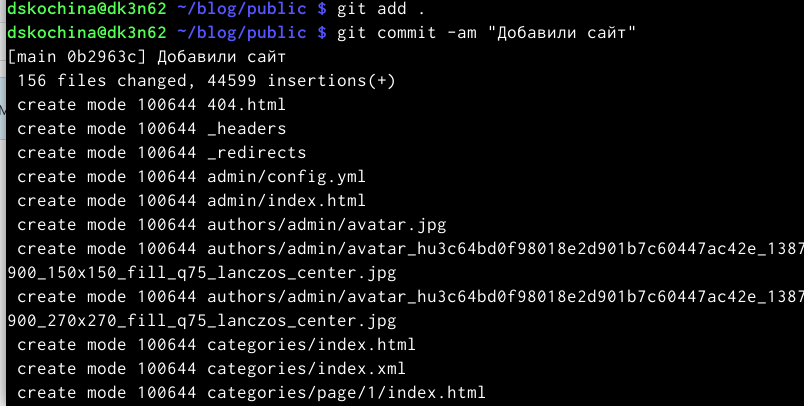 dskochina@dk3n62 ~/blog/public $ git add .
dskochina@dk3n62 ~/blog/public $ git commit -am "Добавили сайт"
[main 0b2963c] Добавили сайт
 156 files changed, 44599 insertions(+)
 create mode 100644 404.html
 create mode 100644 _headers
 create mode 100644 _redirects
 create mode 100644 admin/config.yml
 create mode 100644 admin/index.html
 create mode 100644 authors/admin/avatar.jpg
 create mode 100644 authors/admin/avatar_hu3c64bd0f98018e2d901b7c60447ac42e_1387
900_150x150_fill_q75_lanczos_center.jpg
 create mode 100644 authors/admin/avatar_hu3c64bd0f98018e2d901b7c60447ac42e_1387
900_270x270_fill_q75_lanczos_center.jpg
 create mode 100644 categories/index.html
 create mode 100644 categories/index.xml
 create mode 100644 categories/page/1/index.html